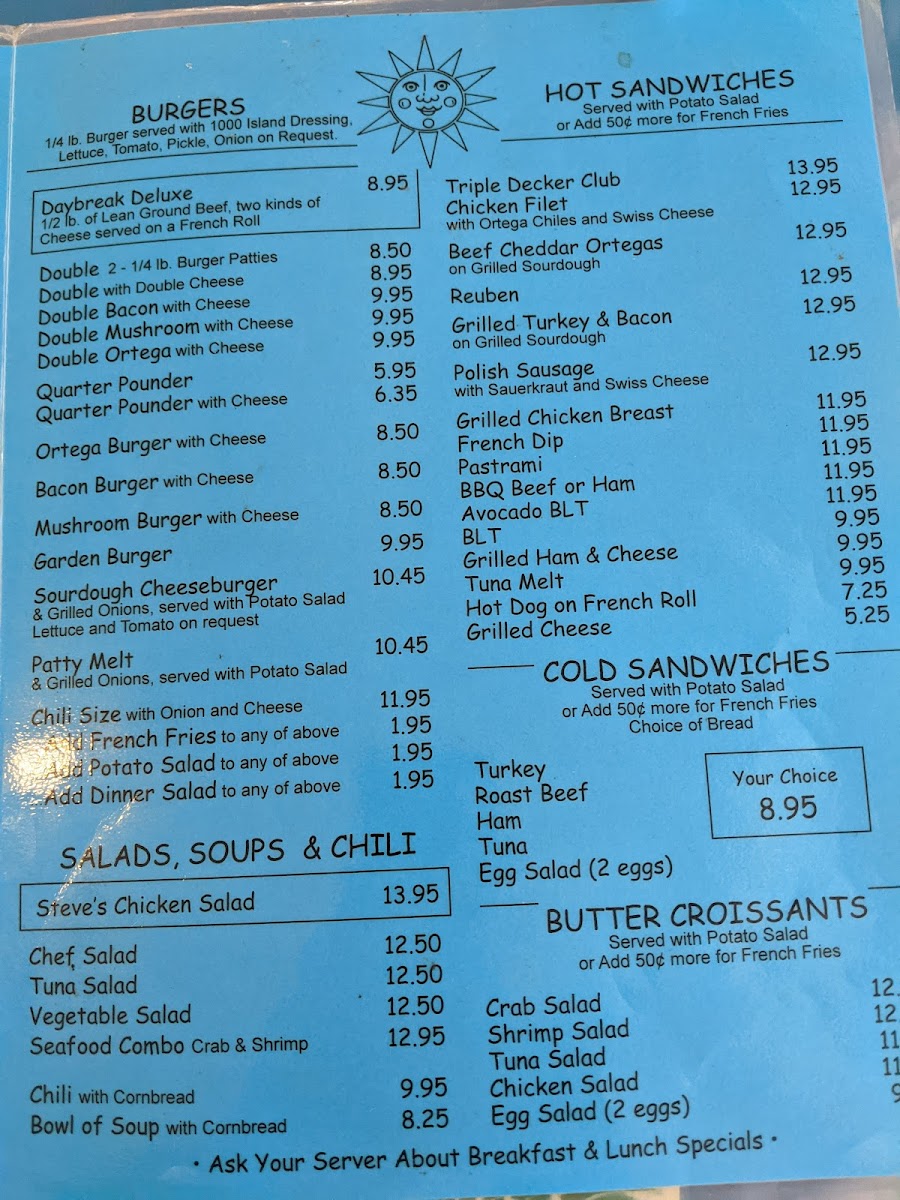 BURGERS
1/4 lb. Burger served with 1000 Island Dressing,
Lettuce, Tomato, Pickle, Onion on Request.
Daybreak Deluxe 8.95
1/2 lb. of Lean Ground Beef, two kinds of
Cheese served on a French Roll
Double 2 - 1/4 lb. Burger Patties 8.50
Double with Double Cheese 8.95
Double Bacon with Cheese 9.95
Double Mushroom with Cheese 9.95
Double Ortega with Cheese 9.95
Quarter Pounder 5.95
Quarter Pounder with Cheese 6.35
Ortega Burger with Cheese 8.50
Bacon Burger with Cheese 8.50
Mushroom Burger with Cheese 8.50
Garden Burger 9.95
Sourdough Cheeseburger 10.45
& Grilled Onions, served with Potato Salad
Lettuce and Tomato on request
Patty Melt 10.45
& Grilled Onions, served with Potato Salad
Chili Size with Onion and Cheese 11.95
Add French Fries to any of above 1.95
Add Potato Salad to any of above 1.95
Add Dinner Salad to any of above 1.95
SALADS, SOUPS & CHILI
Steve's Chicken Salad 13.95
Chef Salad 12.50
Tuna Salad 12.50
Vegetable Salad 12.50
Seafood Combo Crab & Shrimp 12.95
Chili with Cornbread 9.95
Bowl of Soup with Cornbread 8.25
HOT SANDWICHES
Served with Potato Salad
or Add 50¢ more for French Fries
Triple Decker Club 13.95
Chicken Filet 12.95
with Ortega Chiles and Swiss Cheese
Beef Cheddar Ortegas 12.95
on Grilled Sourdough
Reuben 12.95
Grilled Turkey & Bacon 12.95
on Grilled Sourdough
Polish Sausage 12.95
with Sauerkraut and Swiss Cheese
Grilled Chicken Breast 11.95
French Dip 11.95
Pastrami 11.95
BBQ Beef or Ham 11.95
Avocado BLT 11.95
BLT 9.95
Grilled Ham & Cheese 9.95
Tuna Melt 9.95
Hot Dog on French Roll 7.25
Grilled Cheese 5.25
COLD SANDWICHES
Served with Potato Salad
or Add 50¢ more for French Fries
Choice of Bread
Turkey
Roast Beef
Ham
Tuna
Egg Salad (2 eggs)
Your Choice
8.95
BUTTER CROISSANTS
Served with Potato Salad
or Add 50¢ more for French Fries
Crab Salad 12.
Shrimp Salad 12
Tuna Salad 11
Chicken Salad 11
Egg Salad (2 eggs)
• Ask Your Server About Breakfast & Lunch Specials •